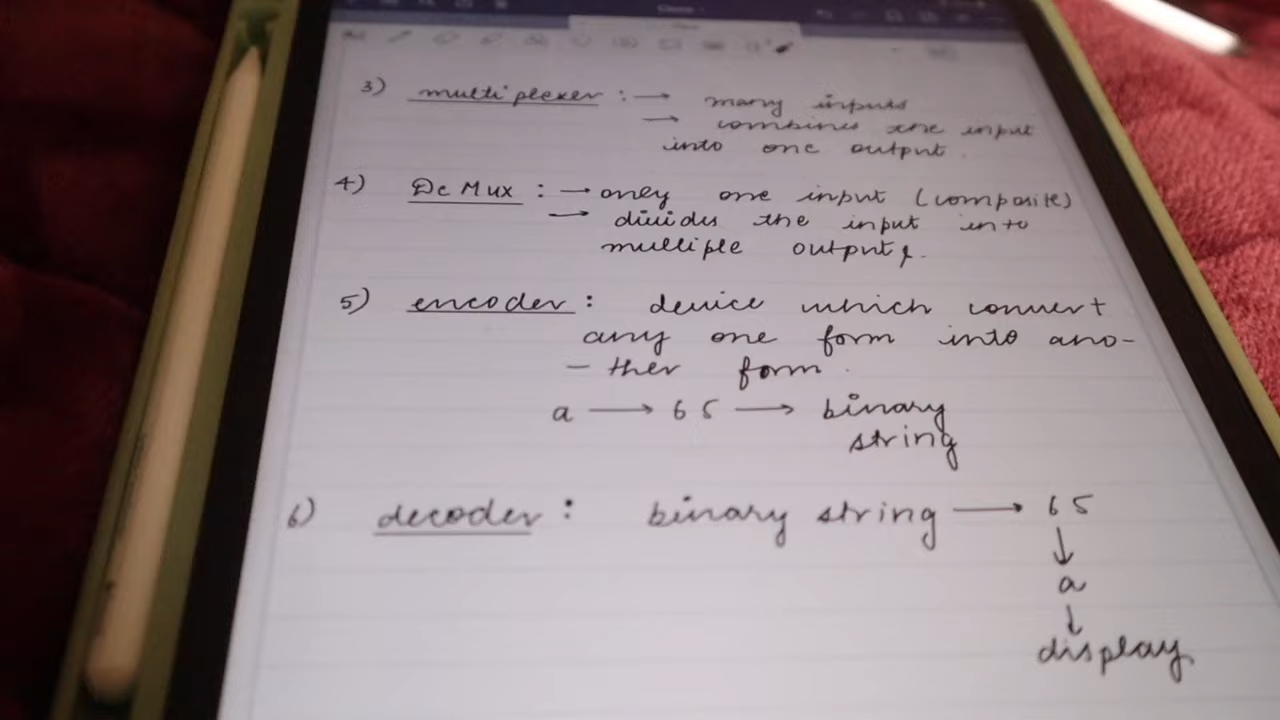 3) multiplexer : → many inputs
→ combines the input
into one output.
4) DeMux : → only one input (composite)
→ divides the input into
multiple outputs.
5) encoder : device which convert
any one form into ano-
- ther form.
a → 65 → binary
string
6) decoder : binary string → 65
↓
a
↓
display